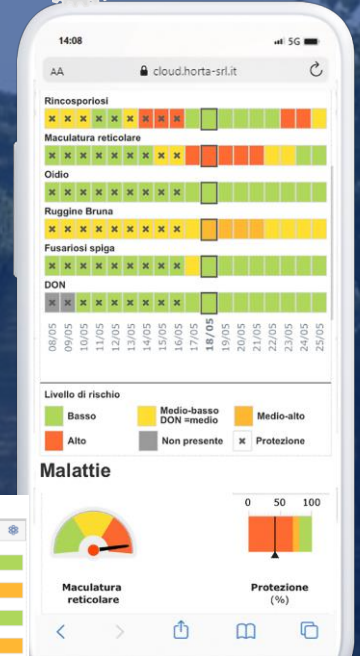 14:08
5G
AA cloud.horta-srl.it
Rincosporiosi
Maculatura reticolare
Oidio
Ruggine Bruna
Fusariosi spiga
DON
08/05 09/05 10/05 11/05 12/05 13/05 14/05 15/05 16/05 17/05 18/05 19/05 20/05 21/05 22/05 23/05 24/05 25/05
Livello di rischio
Basso
Medio-basso
DON =medio
Medio-alto
Alto
Non presente
Protezione
Malattie
0 50 100
Maculatura
reticolare
Protezione
(%)